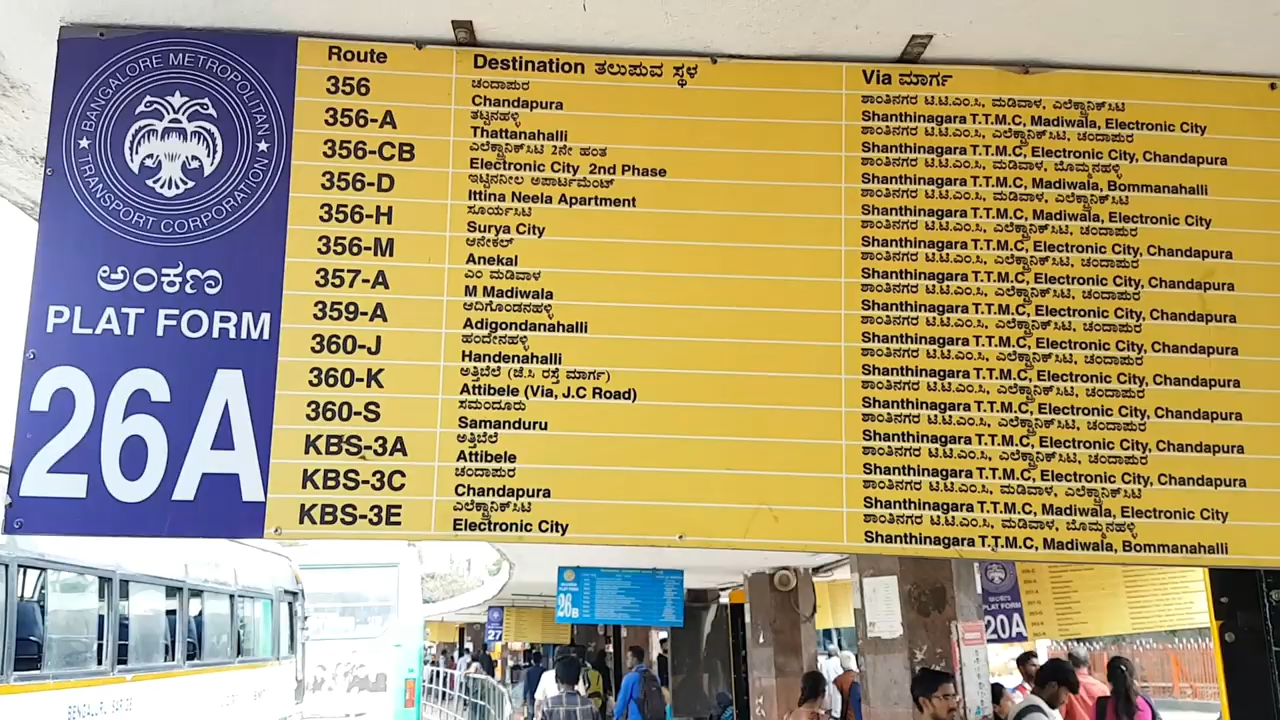 BANGALORE METROPOLITAN
TRANSPORT CORPORATION
ಅಂಕಣ
PLAT FORM
26A
Route Destination ತಲುಪುವ ಸ್ಥಳ Via ಮಾರ್ಗ
356 ಚಂದಾಪುರ ಶಾಂತಿನಗರ ಟಿ.ಟಿ.ಎಂ.ಸಿ, ಮಡಿವಾಳ, ಎಲೆಕ್ಟ್ರಾನಿಕ್‌ಸಿಟಿ
Chandapura Shanthinagara T.T.M.C, Madiwala, Electronic City
356-A ತಟ್ಟನಹಳ್ಳಿ ಶಾಂತಿನಗರ ಟಿ.ಟಿ.ಎಂ.ಸಿ, ಎಲೆಕ್ಟ್ರಾನಿಕ್‌ಸಿಟಿ, ಚಂದಾಪುರ
Thattanahalli Shanthinagara T.T.M.C, Electronic City, Chandapura
356-CB ಎಲೆಕ್ಟ್ರಾನಿಕ್‌ಸಿಟಿ 2ನೇ ಹಂತ ಶಾಂತಿನಗರ ಟಿ.ಟಿ.ಎಂ.ಸಿ, ಮಡಿವಾಳ, ಬೊಮ್ಮನಹಳ್ಳಿ
Electronic City 2nd Phase Shanthinagara T.T.M.C, Madiwala, Bommanahalli
356-D ಇಟ್ಟಿನನೀಲ ಅಪಾರ್ಟಮೆಂಟ್ ಶಾಂತಿನಗರ ಟಿ.ಟಿ.ಎಂ.ಸಿ, ಮಡಿವಾಳ, ಎಲೆಕ್ಟ್ರಾನಿಕ್‌ಸಿಟಿ
Ittina Neela Apartment Shanthinagara T.T.M.C, Madiwala, Electronic City
356-H ಸೂರ್ಯಸಿಟಿ ಶಾಂತಿನಗರ ಟಿ.ಟಿ.ಎಂ.ಸಿ, ಎಲೆಕ್ಟ್ರಾನಿಕ್‌ಸಿಟಿ, ಚಂದಾಪುರ
Surya City Shanthinagara T.T.M.C, Electronic City, Chandapura
356-M ಆನೇಕಲ್ ಶಾಂತಿನಗರ ಟಿ.ಟಿ.ಎಂ.ಸಿ, ಎಲೆಕ್ಟ್ರಾನಿಕ್‌ಸಿಟಿ, ಚಂದಾಪುರ
Anekal Shanthinagara T.T.M.C, Electronic City, Chandapura
357-A ಎಂ ಮಡಿವಾಳ ಶಾಂತಿನಗರ ಟಿ.ಟಿ.ಎಂ.ಸಿ, ಎಲೆಕ್ಟ್ರಾನಿಕ್‌ಸಿಟಿ, ಚಂದಾಪುರ
M Madiwala Shanthinagara T.T.M.C, Electronic City, Chandapura
359-A ಆದಿಗೊಂಡನಹಳ್ಳಿ ಶಾಂತಿನಗರ ಟಿ.ಟಿ.ಎಂ.ಸಿ, ಎಲೆಕ್ಟ್ರಾನಿಕ್‌ಸಿಟಿ, ಚಂದಾಪುರ
Adigondanahalli Shanthinagara T.T.M.C, Electronic City, Chandapura
360-J ಹಂದೇನಹಳ್ಳಿ ಶಾಂತಿನಗರ ಟಿ.ಟಿ.ಎಂ.ಸಿ, ಎಲೆಕ್ಟ್ರಾನಿಕ್‌ಸಿಟಿ, ಚಂದಾಪುರ
Handenahalli Shanthinagara T.T.M.C, Electronic City, Chandapura
360-K ಅತ್ತಿಬೆಲೆ (ಜೆ.ಸಿ ರಸ್ತೆ ಮಾರ್ಗ) ಶಾಂತಿನಗರ ಟಿ.ಟಿ.ಎಂ.ಸಿ, ಎಲೆಕ್ಟ್ರಾನಿಕ್‌ಸಿಟಿ, ಚಂದಾಪುರ
Attibele (Via, J.C Road) Shanthinagara T.T.M.C, Electronic City, Chandapura
360-S ಸಮಂದೂರು ಶಾಂತಿನಗರ ಟಿ.ಟಿ.ಎಂ.ಸಿ, ಎಲೆಕ್ಟ್ರಾನಿಕ್‌ಸಿಟಿ, ಚಂದಾಪುರ
Samanduru Shanthinagara T.T.M.C, Electronic City, Chandapura
KBS-3A ಅತ್ತಿಬೆಲೆ ಶಾಂತಿನಗರ ಟಿ.ಟಿ.ಎಂ.ಸಿ, ಎಲೆಕ್ಟ್ರಾನಿಕ್‌ಸಿಟಿ, ಚಂದಾಪುರ
Attibele Shanthinagara T.T.M.C, Electronic City, Chandapura
KBS-3C ಚಂದಾಪುರ ಶಾಂತಿನಗರ ಟಿ.ಟಿ.ಎಂ.ಸಿ, ಮಡಿವಾಳ, ಎಲೆಕ್ಟ್ರಾನಿಕ್‌ಸಿಟಿ
Chandapura Shanthinagara T.T.M.C, Madiwala, Electronic City
KBS-3E ಎಲೆಕ್ಟ್ರಾನಿಕ್‌ಸಿಟಿ ಶಾಂತಿನಗರ ಟಿ.ಟಿ.ಎಂ.ಸಿ, ಮಡಿವಾಳ, ಬೊಮ್ಮನಹಳ್ಳಿ
Electronic City Shanthinagara T.T.M.C, Madiwala, Bommanahalli
PLAT FORM
26B
27
PLAT FORM
20A